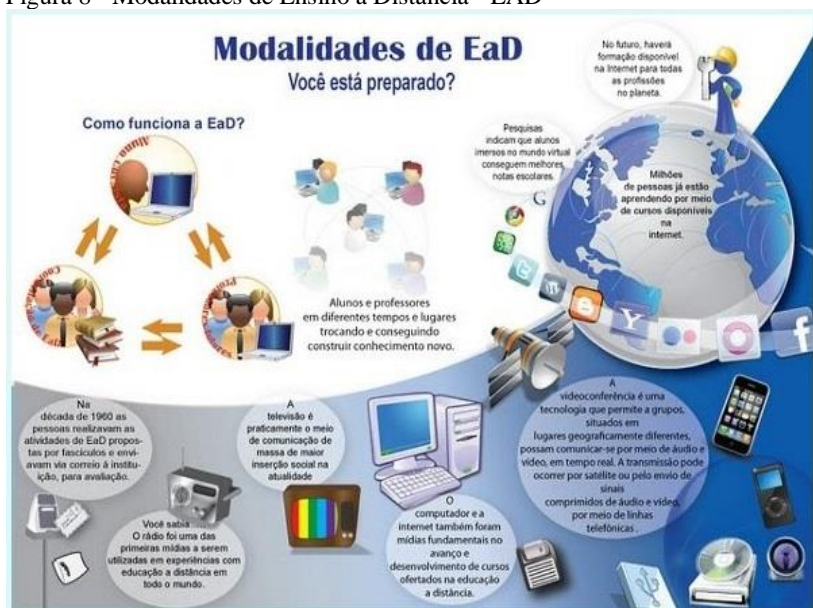 Figura 8 - Modalidades de Ensino a Distância - EAD
Modalidades de EaD
Você está preparado?
Como funciona a EaD?
No futuro, haverá
formação disponível
na Internet para todas
as profissões
no planeta.
Pesquisas
indicam que alunos
imersos no mundo virtual
conseguem melhores
notas escolares.
Milhões
de pessoas já estão
aprendendo por meio
de cursos disponíveis
na
internet.
Alunos e professores
em diferentes tempos e lugares
trocando e conseguindo
construir conhecimento novo.
Na
década de 1960 as
pessoas realizavam as
atividades de EaD propos-
tas por fascículos e envi-
avam via correio à institu-
ição, para avaliação.
Você sabia
O rádio foi uma das
primeiras mídias a serem
utilizadas em experiências com
educação a distância em
todo o mundo.
A
televisão é
praticamente o meio
de comunicação de
massa de maior
inserção social na
atualidade
O
computador e a
internet também foram
mídias fundamentais no
avanço e
desenvolvimento de cursos
ofertados na educação
a distância.
A
videoconferência é uma
tecnologia que permite a grupos,
situados em
lugares geograficamente diferentes,
possam comunicar-se por meio de áudio e
vídeo, em tempo real. A transmissão pode
ocorrer por satélite ou pelo envio de
sinais
comprimidos de áudio e vídeo,
por meio de linhas
telefônicas .